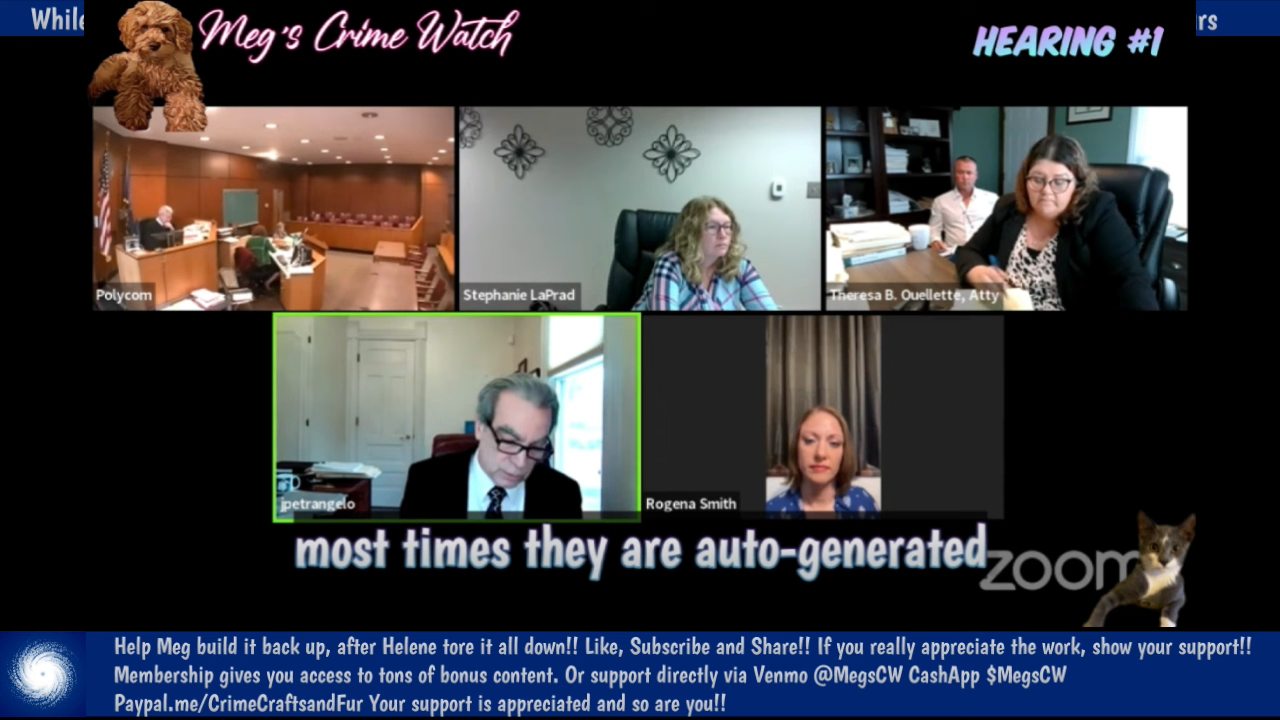 While
rs
Meg's Crime Watch
HEARING #1
Polycom
Stephanie LaPrad
Theresa B. Ouellette, Atty
jpetrangelo
Rogena Smith
most times they are auto-generated
zoom
Help Meg build it back up, after Helene tore it all down!! Like, Subscribe and Share!! If you really appreciate the work, show your support!!
Membership gives you access to tons of bonus content. Or support directly via Venmo @MegsCW CashApp $MegsCW
Paypal.me/CrimeCraftsandFur Your support is appreciated and so are you!!